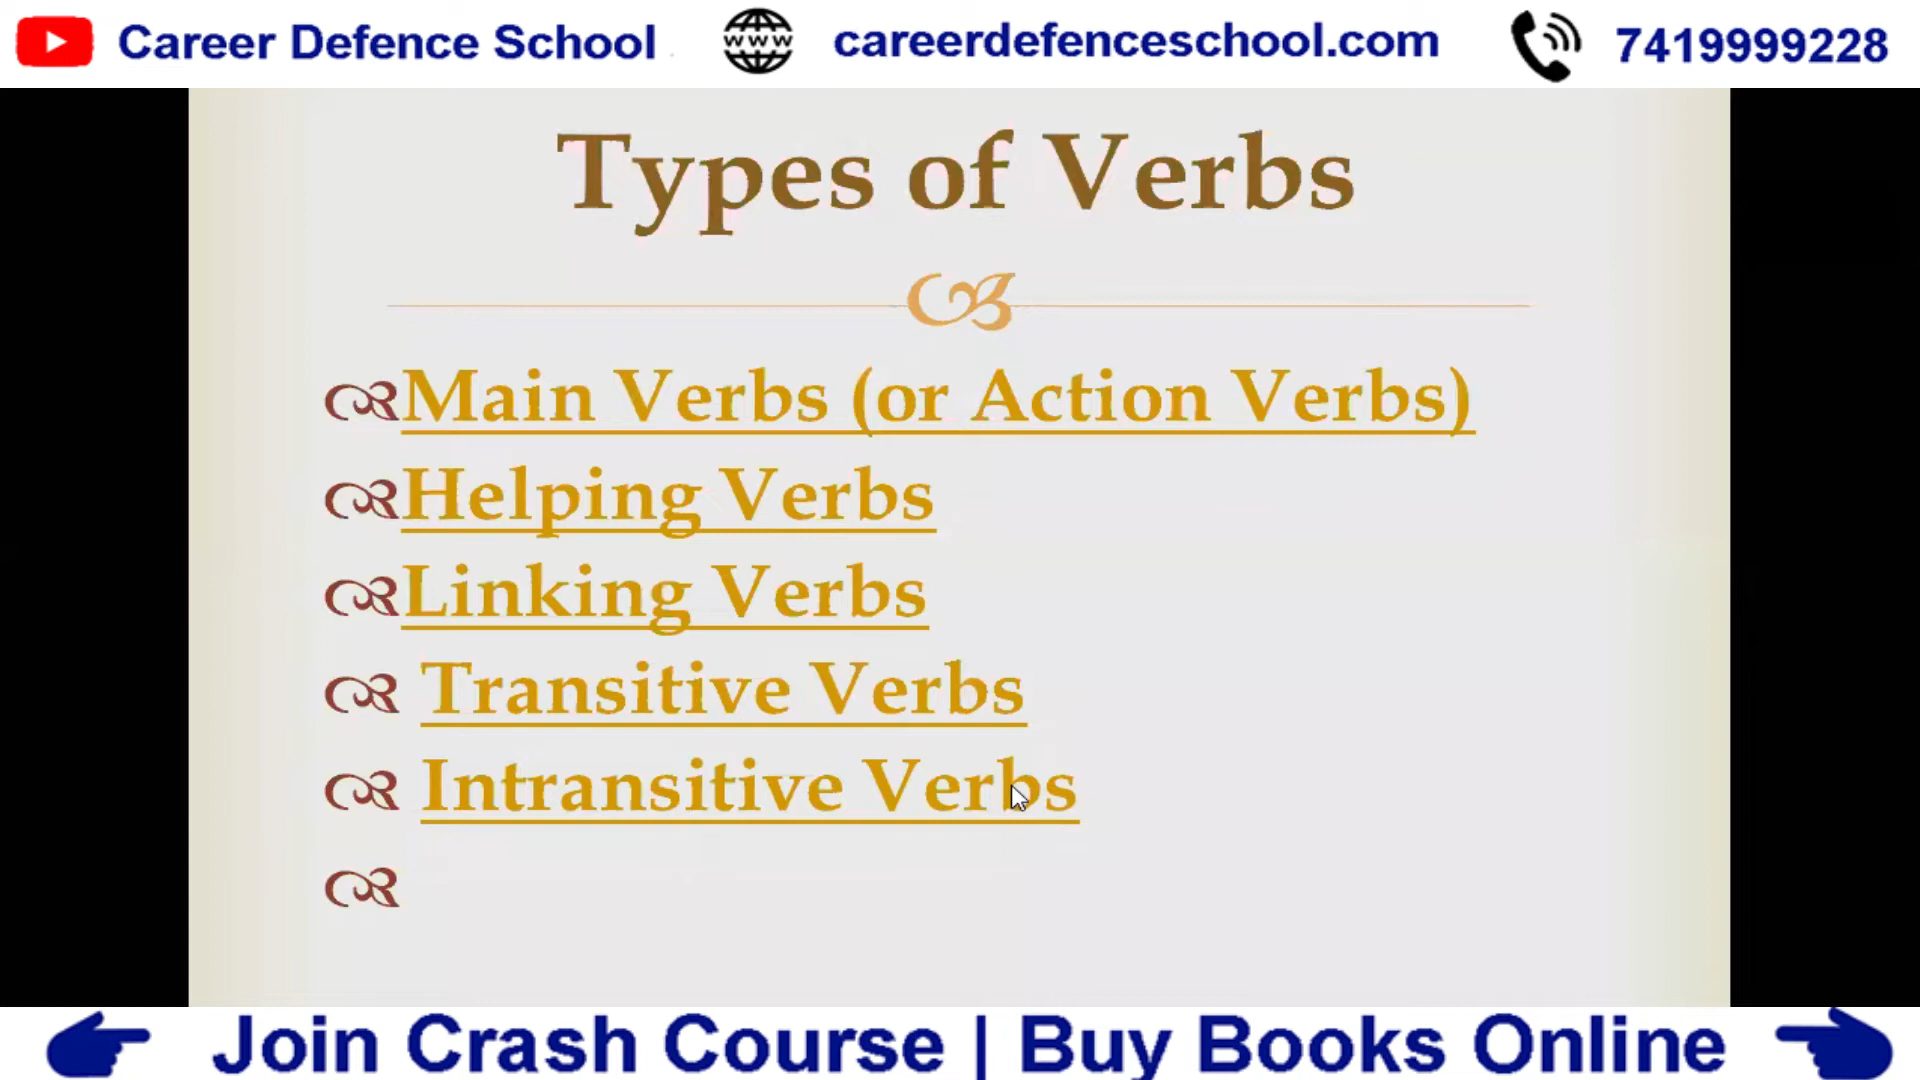 Career Defence School
www
careerdefenceschool.com
7419999228
Types of Verbs
Main Verbs (or Action Verbs)
Helping Verbs
Linking Verbs
Transitive Verbs
Intransitive Verbs
Join Crash Course | Buy Books Online